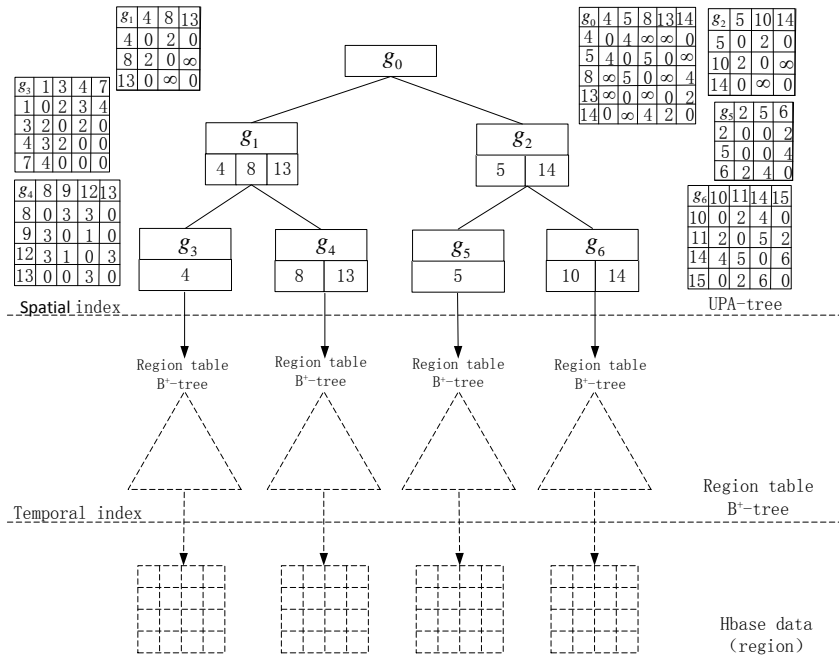 g1 4 8 13
4 0 2 0
8 2 0 ∞
13 0 ∞ 0
g0 4 5 8 13 14
4 0 4 ∞ ∞ 0
5 4 0 5 0 ∞
8 ∞ 5 0 ∞ 4
13 ∞ 0 ∞ 0 2
14 0 ∞ 4 2 0
g2 5 10 14
5 0 2 0
10 2 0 ∞
14 0 ∞ 0
g3 1 3 4 7
1 0 2 3 4
3 2 0 2 0
4 3 2 0 0
7 4 0 0 0
g5 2 5 6
2 0 0 2
5 0 0 4
6 2 4 0
g4 8 9 12 13
8 0 3 3 0
9 3 0 1 0
12 3 1 0 3
13 0 0 3 0
g6 10 11 14 15
10 0 2 4 0
11 2 0 5 2
14 4 5 0 6
15 0 2 6 0
g0
g1
4 8 13
g2
5 14
g3
4
g4
8 13
g5
5
g6
10 14
Spatial index
UPA-tree
Region table
B+-tree
Region table
B+-tree
Region table
B+-tree
Region table
B+-tree
Temporal index
Region table
B+-tree
Hbase data
(region)